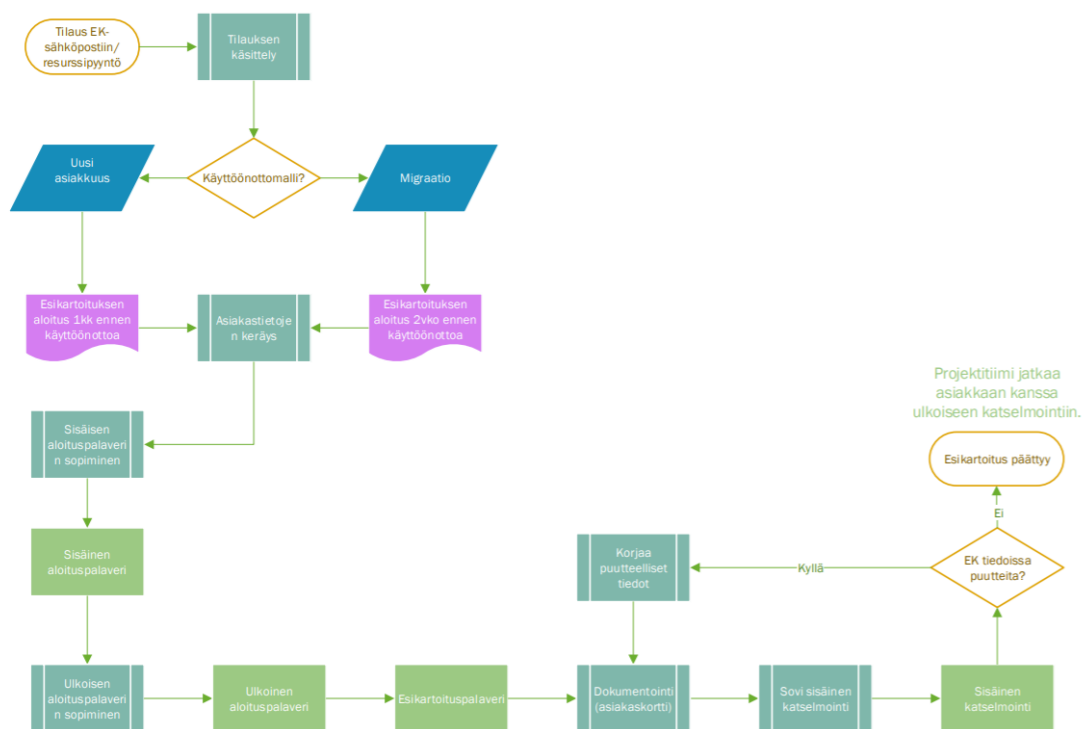 Tilaus EK-
sähköpostiin/
resurssipyyntö
Tilauksen
käsittely
Uusi
asiakkuus
Käyttöönottomalli?
Migraatio
Esikartoituksen
aloitus 1kk ennen
käyttöönottoa
Asiakastietoje
n keräys
Esikartoituksen
aloitus 2vko ennen
käyttöönottoa
Projektitiimi jatkaa
asiakkaan kanssa
ulkoiseen katselmointiin.
Sisäisen
aloituspalaveri
n sopiminen
Esikartoitus päättyy
Ei
Sisäinen
aloituspalaveri
Korjaa
puutteelliset
tiedot
Kyllä
EK tiedoissa
puutteita?
Ulkoisen
aloituspalaveri
n sopiminen
Ulkoinen
aloituspalaveri
Esikartoituspalaveri
Dokumentointi
(asiakaskortti)
Sovi sisäinen
katselmointi
Sisäinen
katselmointi